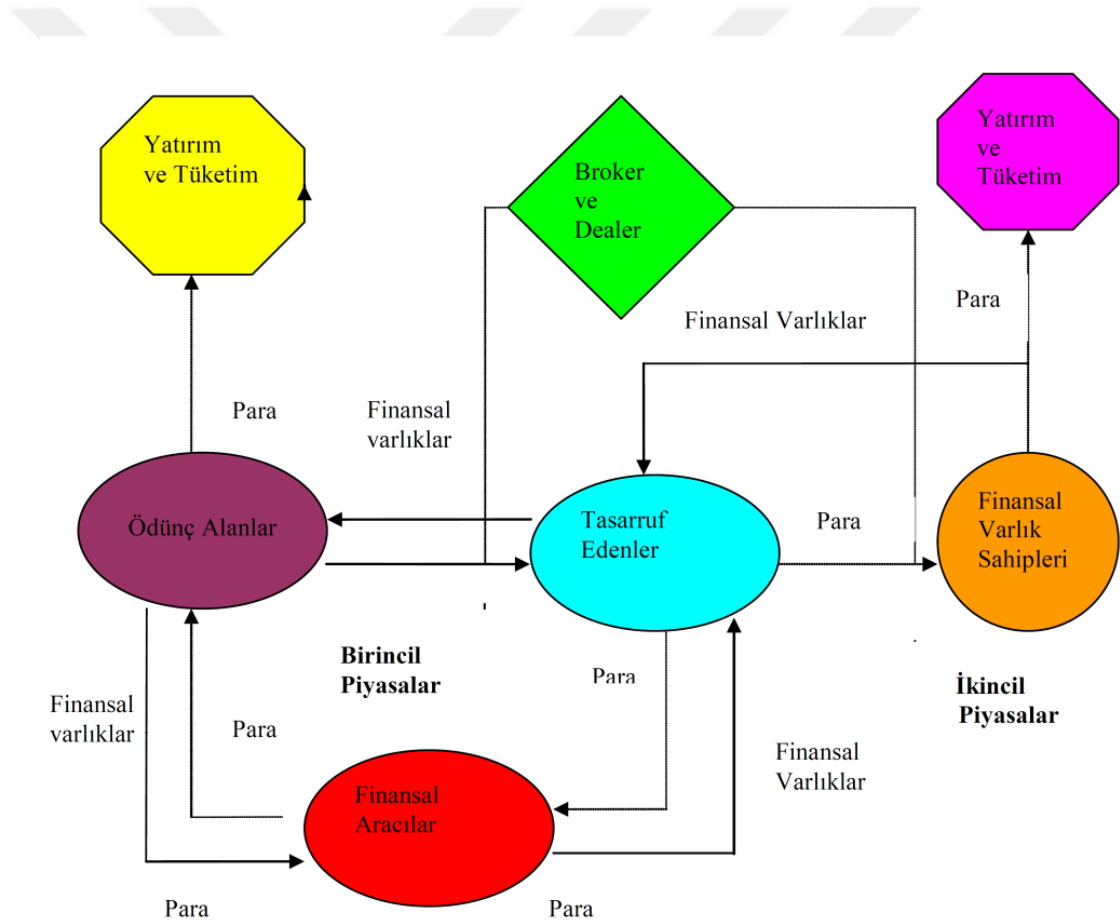 Yatırım
ve Tüketim
Broker
ve
Dealer
Yatırım
ve
Tüketim
Para
Finansal Varlıklar
Para
Finansal
varlıklar
Ödünç Alanlar
Tasarruf
Edenler
Para
Finansal
Varlık
Sahipleri
Birincil
Piyasalar
Para
İkincil
Piyasalar
Finansal
varlıklar
Para
Finansal
Varlıklar
Finansal
Aracılar
Para
Para